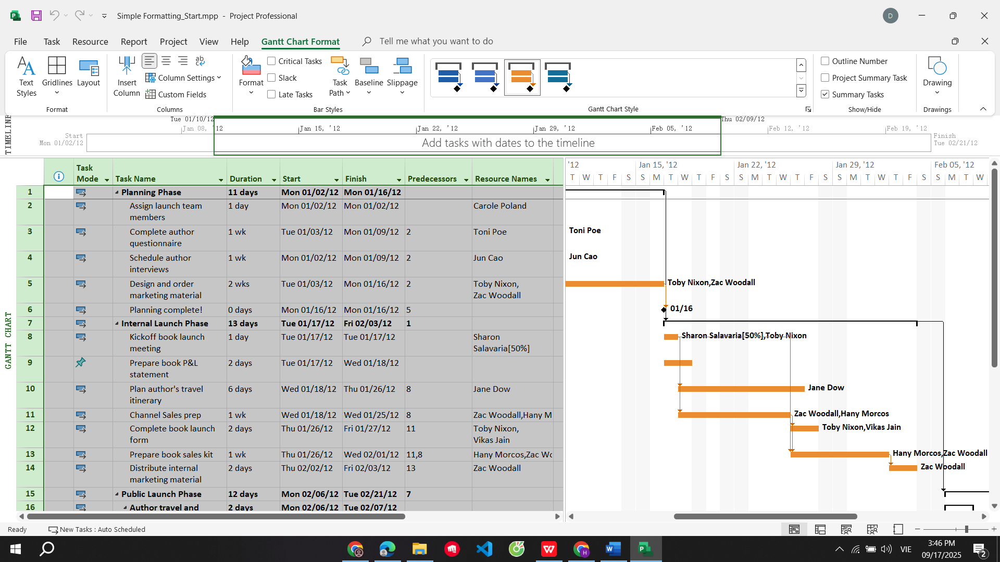 Simple Formatting_Start.mpp - Project Professional
D
File Task Resource Report Project View Help Gantt Chart Format Tell me what you want to do
Text Styles
Gridlines
Layout
Format
Insert Column
Column Settings
Custom Fields
Columns
Format
Critical Tasks
Slack
Late Tasks
Task Path
Baseline
Slippage
Bar Styles
Gantt Chart Style
Outline Number
Project Summary Task
Summary Tasks
Show/Hide
Drawing
Drawings
TIMELINE
Tue 01/10/12
Thu 02/09/12
Jan 08, '12
Jan 15, '12
Jan 22, '12
Jan 29, '12
Feb 05, '12
Feb 12, '12
Feb 19, '12
Start
Mon 01/02/12
Add tasks with dates to the timeline
Finish
Tue 02/21/12
GANTT CHART
Task Mode Task Name Duration Start Finish Predecessors Resource Names
1 Planning Phase 11 days Mon 01/02/12 Mon 01/16/12
2 Assign launch team members 1 day Mon 01/02/12 Mon 01/02/12 Carole Poland
3 Complete author questionnaire 1 wk Tue 01/03/12 Mon 01/09/12 2 Toni Poe
4 Schedule author interviews 1 wk Mon 01/02/12 Mon 01/09/12 2 Jun Cao
5 Design and order marketing material 2 wks Tue 01/03/12 Mon 01/16/12 2 Toby Nixon, Zac Woodall
6 Planning complete! 0 days Mon 01/16/12 Mon 01/16/12 5
7 Internal Launch Phase 13 days Tue 01/17/12 Fri 02/03/12 1
8 Kickoff book launch meeting 1 day Tue 01/17/12 Tue 01/17/12 Sharon Salavaria[50%]
9 Prepare book P&L statement 2 days Tue 01/17/12 Wed 01/18/12
10 Plan author's travel itinerary 6 days Wed 01/18/12 Thu 01/26/12 8 Jane Dow
11 Channel Sales prep 1 wk Wed 01/18/12 Wed 01/25/12 8 Zac Woodall,Hany M
12 Complete book launch form 2 days Thu 01/26/12 Fri 01/27/12 11 Toby Nixon, Vikas Jain
13 Prepare book sales kit 1 wk Thu 01/26/12 Wed 02/01/12 11,8 Hany Morcos,Zac Wo
14 Distribute internal marketing material 2 days Thu 02/02/12 Fri 02/03/12 13 Zac Woodall
15 Public Launch Phase 12 days Mon 02/06/12 Tue 02/21/12 7
16 Author travel and 2 days Mon 02/06/12 Tue 02/07/12
'12 Jan 15, '12 Jan 22, '12 Jan 29, '12 Feb 05, '12
T W T F S S M T W T F S S M T W T F S S M T W T F S S M T W
Toni Poe
Jun Cao
Toby Nixon,Zac Woodall
01/16
Sharon Salavaria[50%],Toby Nixon
Jane Dow
Zac Woodall,Hany Morcos
Toby Nixon,Vikas Jain
Hany Morcos,Zac Woodall
Zac Woodall
Ready New Tasks : Auto Scheduled
VIE
3:46 PM
09/17/2025
2